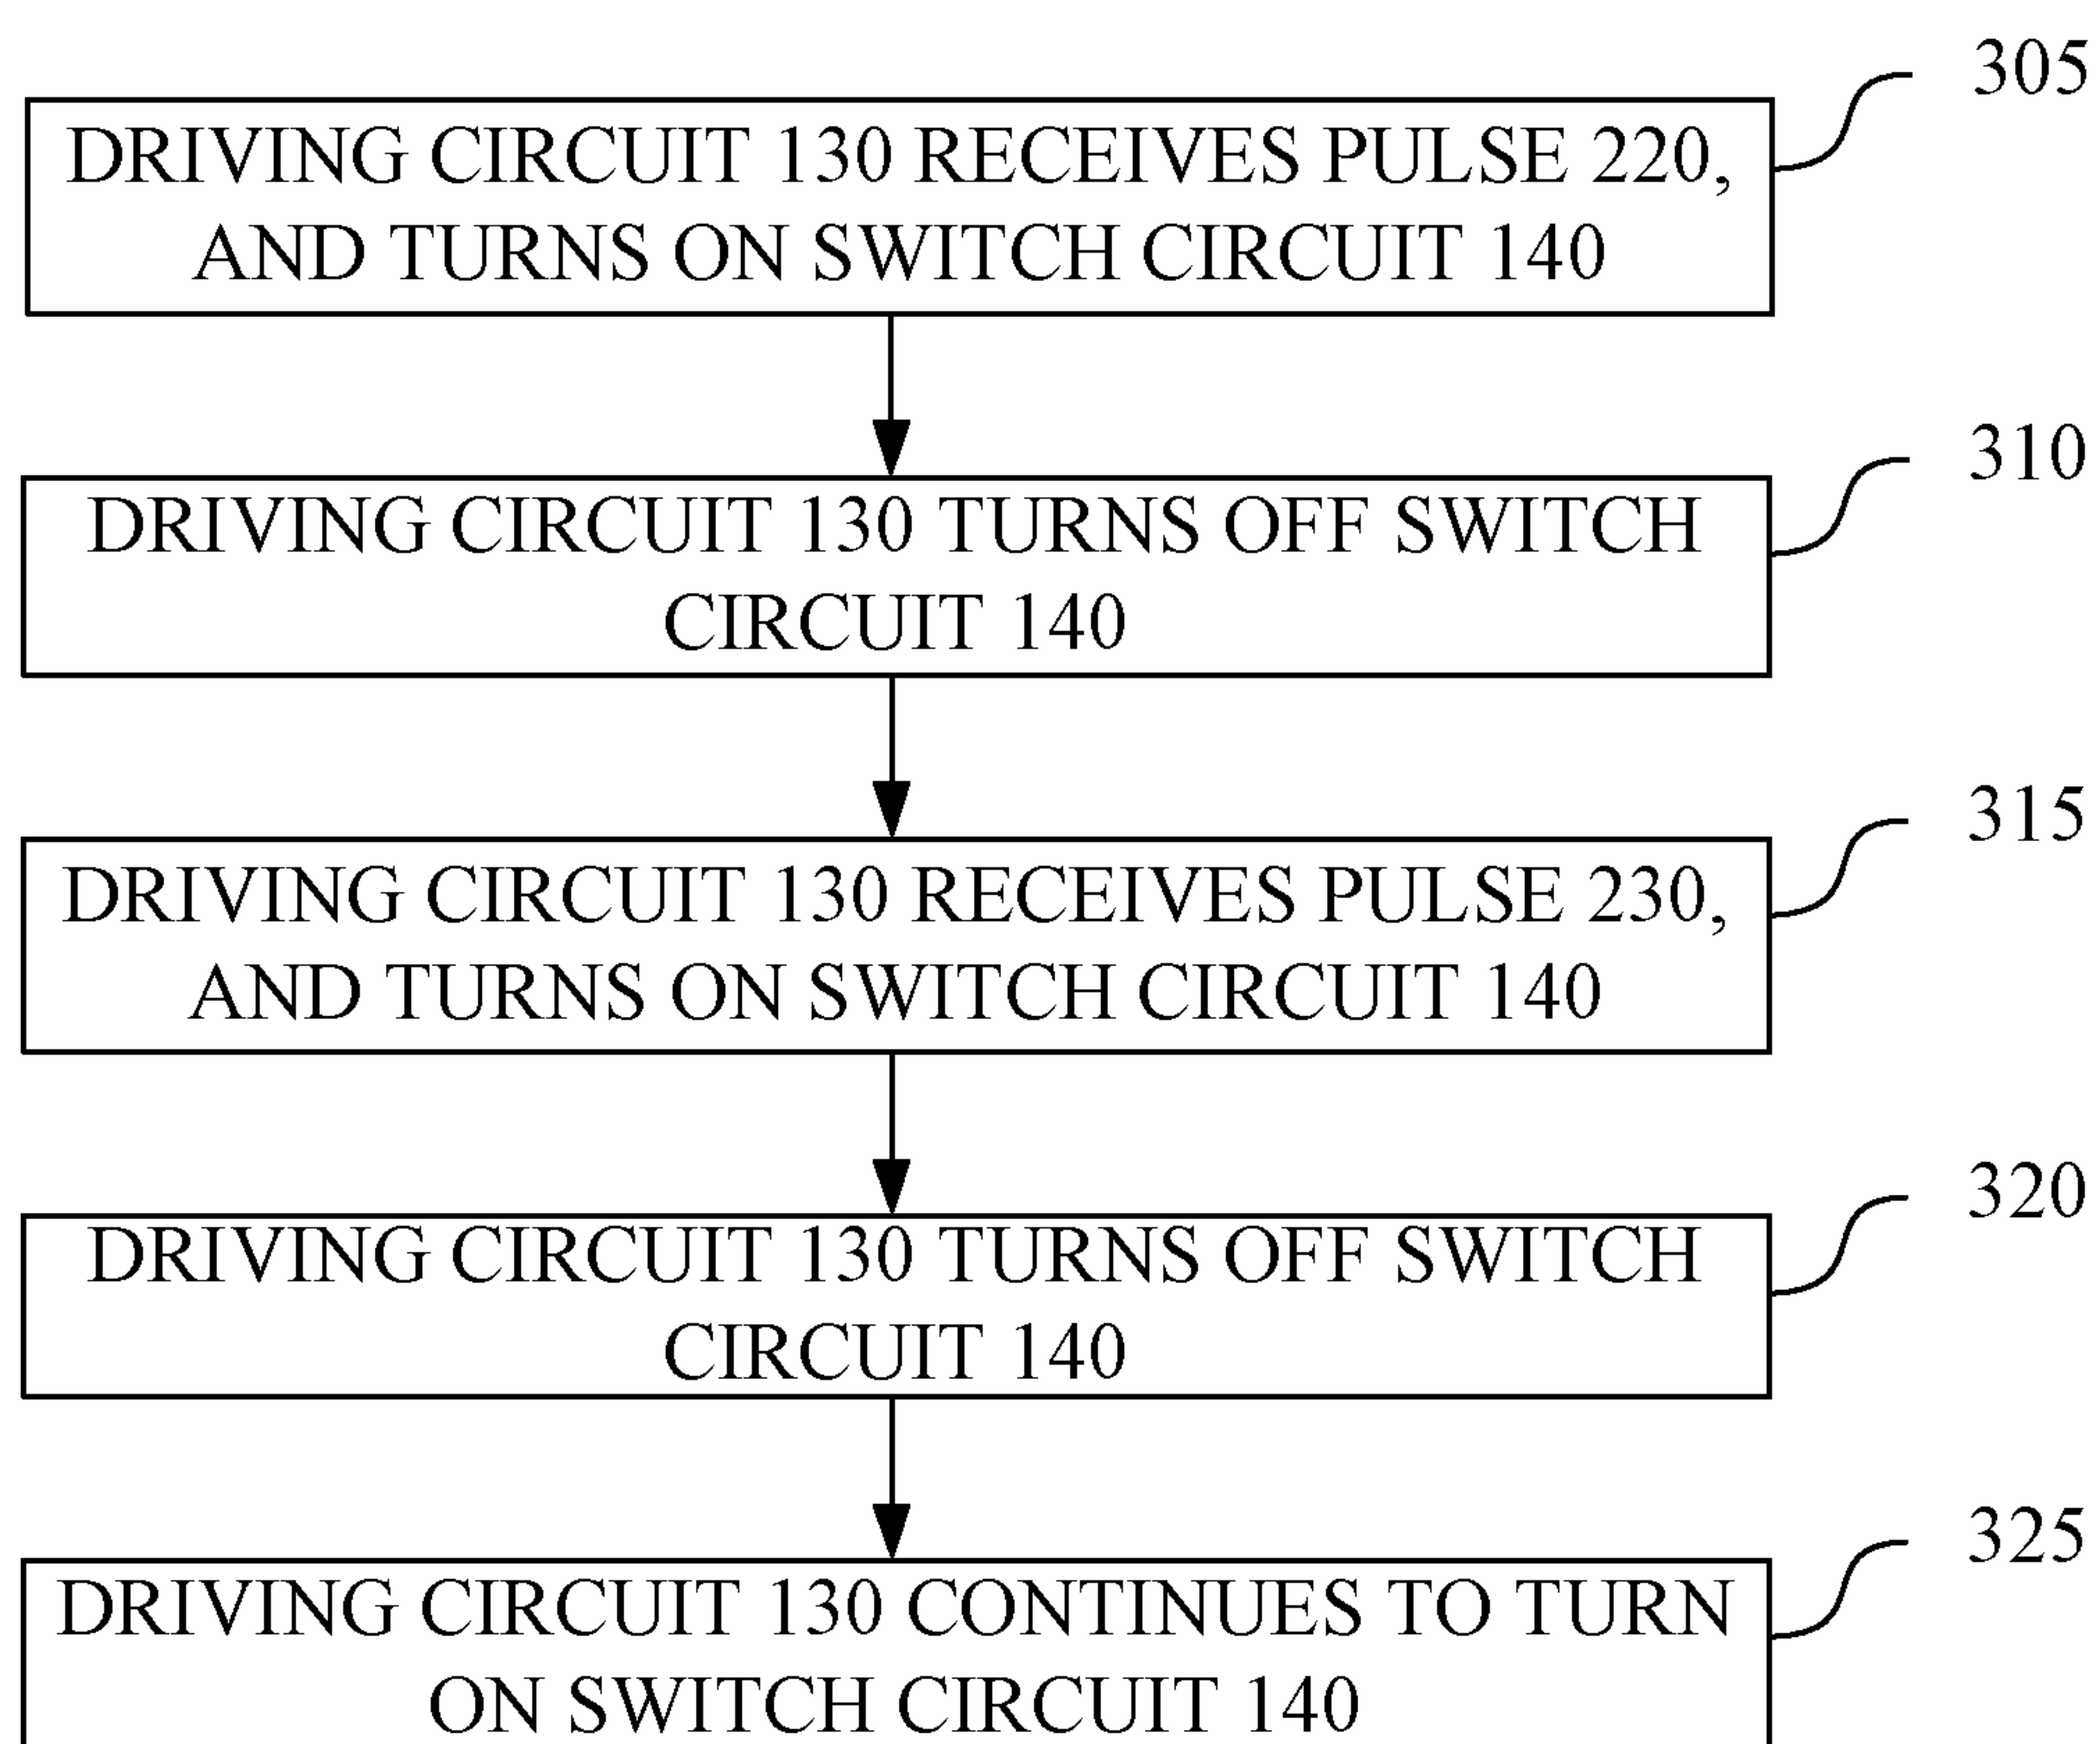 305
DRIVING CIRCUIT 130 RECEIVES PULSE 220,
AND TURNS ON SWITCH CIRCUIT 140
310
DRIVING CIRCUIT 130 TURNS OFF SWITCH
CIRCUIT 140
315
DRIVING CIRCUIT 130 RECEIVES PULSE 230,
AND TURNS ON SWITCH CIRCUIT 140
320
DRIVING CIRCUIT 130 TURNS OFF SWITCH
CIRCUIT 140
325
DRIVING CIRCUIT 130 CONTINUES TO TURN
ON SWITCH CIRCUIT 140